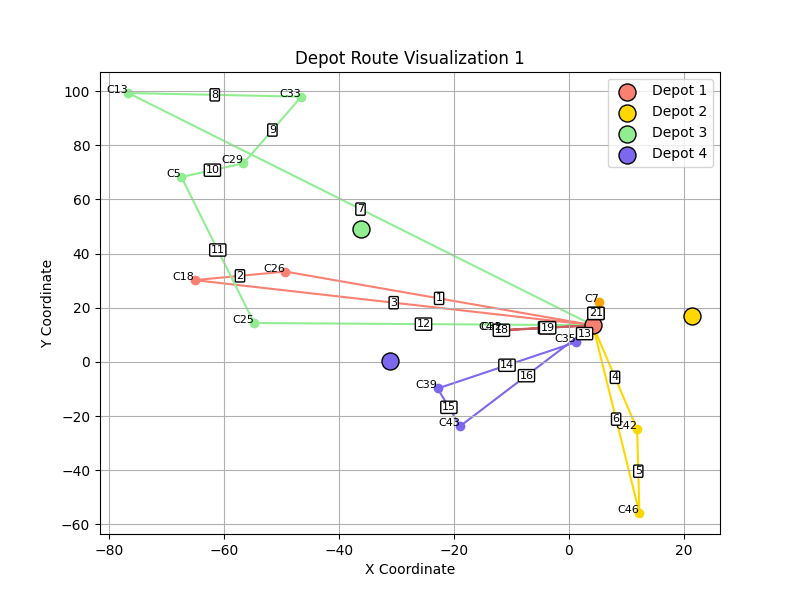 Depot Route Visualization 1
Depot 1
Depot 2
Depot 3
Depot 4
Y Coordinate
100
80
60
40
20
0
−20
−40
−60
C13
8
C33
9
C29
C5
10
7
11
C18
2
C26
1
3
C7
21
C25
12
18
19
13
C35
14
C39
16
15
C43
4
6
C42
5
C46
−80
−60
−40
−20
0
20
X Coordinate